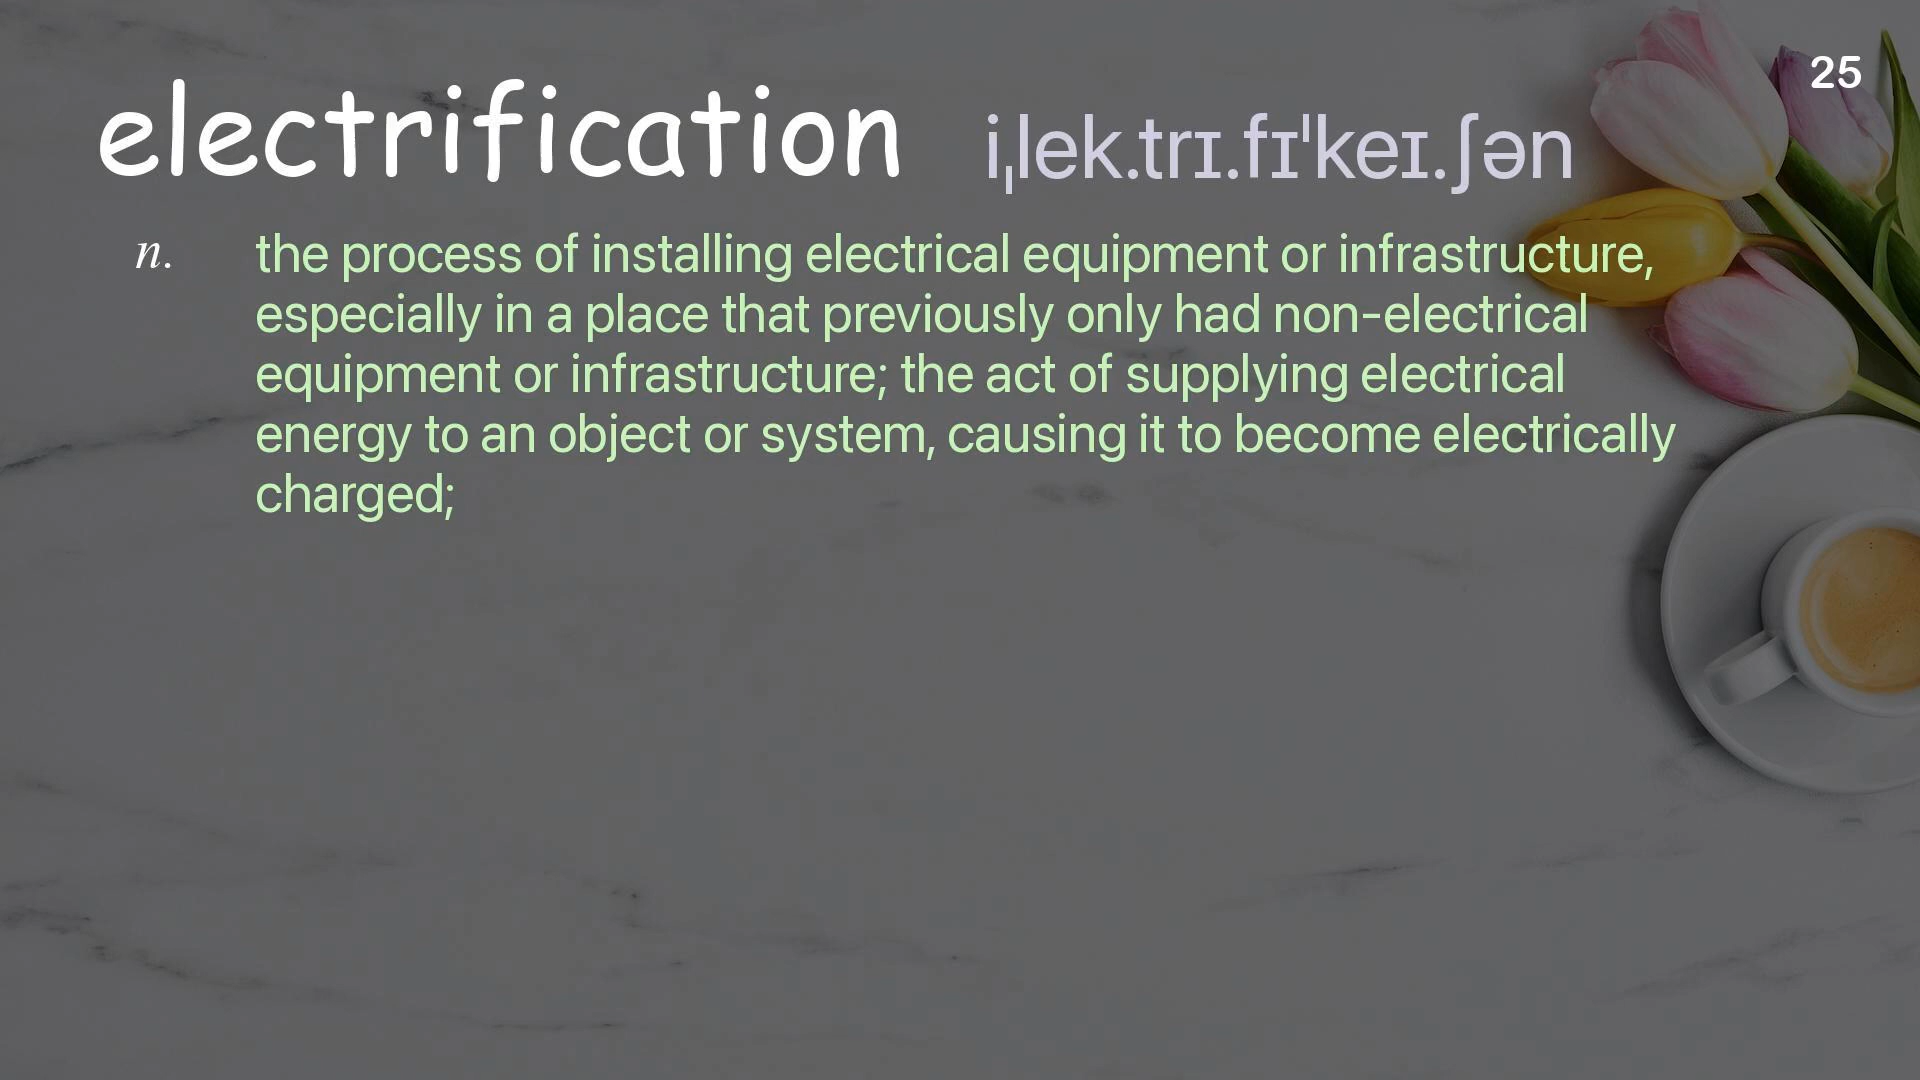 25
electrification iˌlek.trɪ.fɪˈkeɪ.ʃən
n. the process of installing electrical equipment or infrastructure,
especially in a place that previously only had non-electrical
equipment or infrastructure; the act of supplying electrical
energy to an object or system, causing it to become electrically
charged;